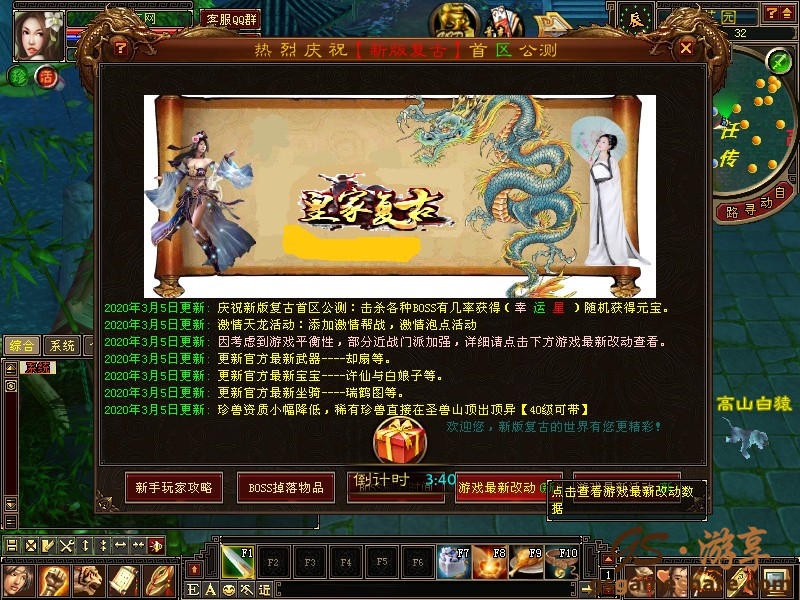 客服QQ群
辰
32
珍
活
热烈庆祝【新版复古】首区公测
皇家复古
任
传
自动寻路
2020年3月5日更新：庆祝新版复古首区公测：击杀各种BOSS有几率获得（幸运星）随机获得元宝。
2020年3月5日更新：激情天龙活动：添加激情帮战，激情泡点活动
2020年3月5日更新：因考虑到游戏平衡性，部分近战门派加强，详细请点击下方游戏最新改动查看。
2020年3月5日更新：更新官方最新武器----却扇等。
2020年3月5日更新：更新官方最新宝宝----许仙与白娘子等。
2020年3月5日更新：更新官方最新坐骑----瑞鹤图等。
2020年3月5日更新：珍兽资质小幅降低，稀有珍兽直接在圣兽山顶出顶异【40级可带】
欢迎您，新版复古的世界有您更精彩！
综合 系统
高山白猿
新手玩家攻略
BOSS掉落物品
倒计时 3:40
游戏最新改动
点击查看游戏最新改动数据
F1 F2 F3 F4 F5 F6 F7 F8 F9 F10
E A 近
1
游享